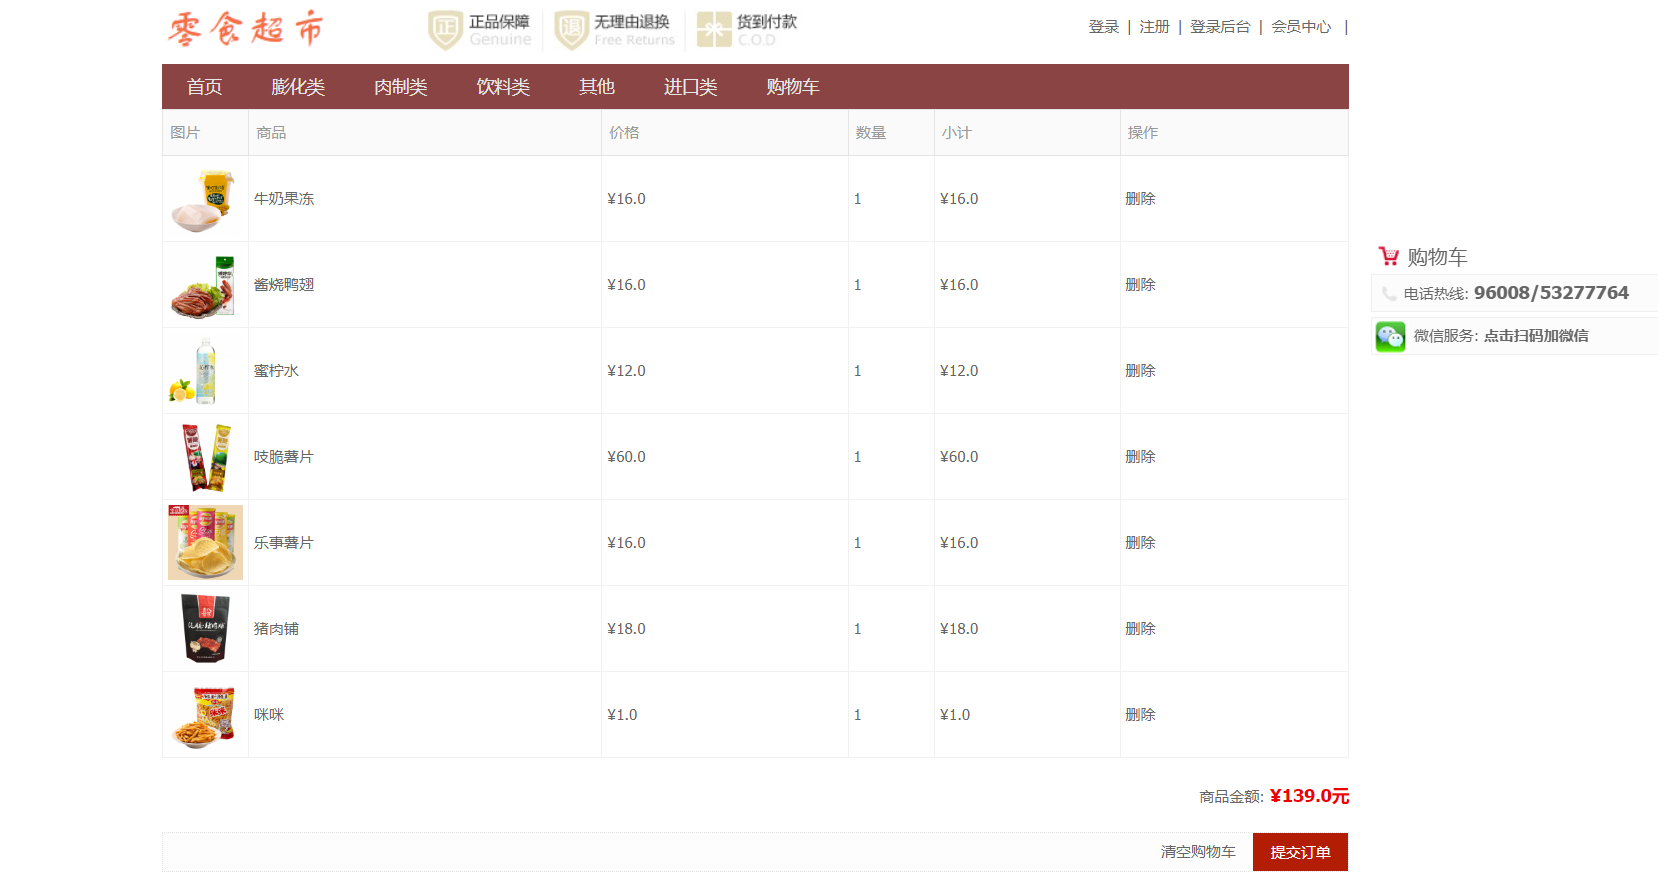 零食超市
正品保障
Genuine
无理由退换
Free Returns
货到付款
C.O.D
登录 | 注册 | 登录后台 | 会员中心 |
首页 膨化类 肉制类 饮料类 其他 进口类 购物车
图片 商品 价格 数量 小计 操作
牛奶果冻 ¥16.0 1 ¥16.0 删除
酱烧鸭翅 ¥16.0 1 ¥16.0 删除
蜜柠水 ¥12.0 1 ¥12.0 删除
吱脆薯片 ¥60.0 1 ¥60.0 删除
乐事薯片 ¥16.0 1 ¥16.0 删除
猪肉铺 ¥18.0 1 ¥18.0 删除
咪咪 ¥1.0 1 ¥1.0 删除
商品金额: ¥139.0元
清空购物车 提交订单
购物车
电话热线: 96008/53277764
微信服务: 点击扫码加微信